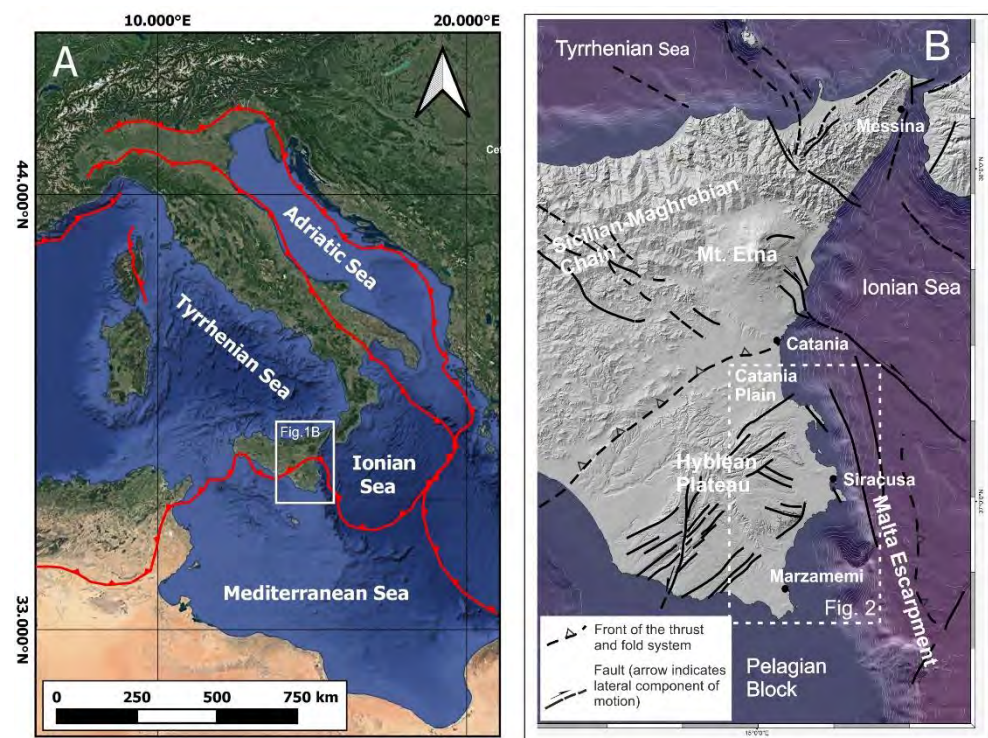 10.000°E
20.000°E
A
44.000°N
33.000°N
Adriatic Sea
Tyrrhenian Sea
Fig.1B
Ionian
Sea
Mediterranean Sea
0 250 500 750 km
B
Tyrrhenian Sea
Messina
Sicilian-Maghrebian
Chain
Mt. Etna
Ionian Sea
Catania
Catania
Plain
Hyblean
Plateau
Siracusa
Malta Escarpment
Marzamemi
Fig. 2
Front of the thrust
and fold system
Fault (arrow indicates
lateral component of
motion)
Pelagian
Block